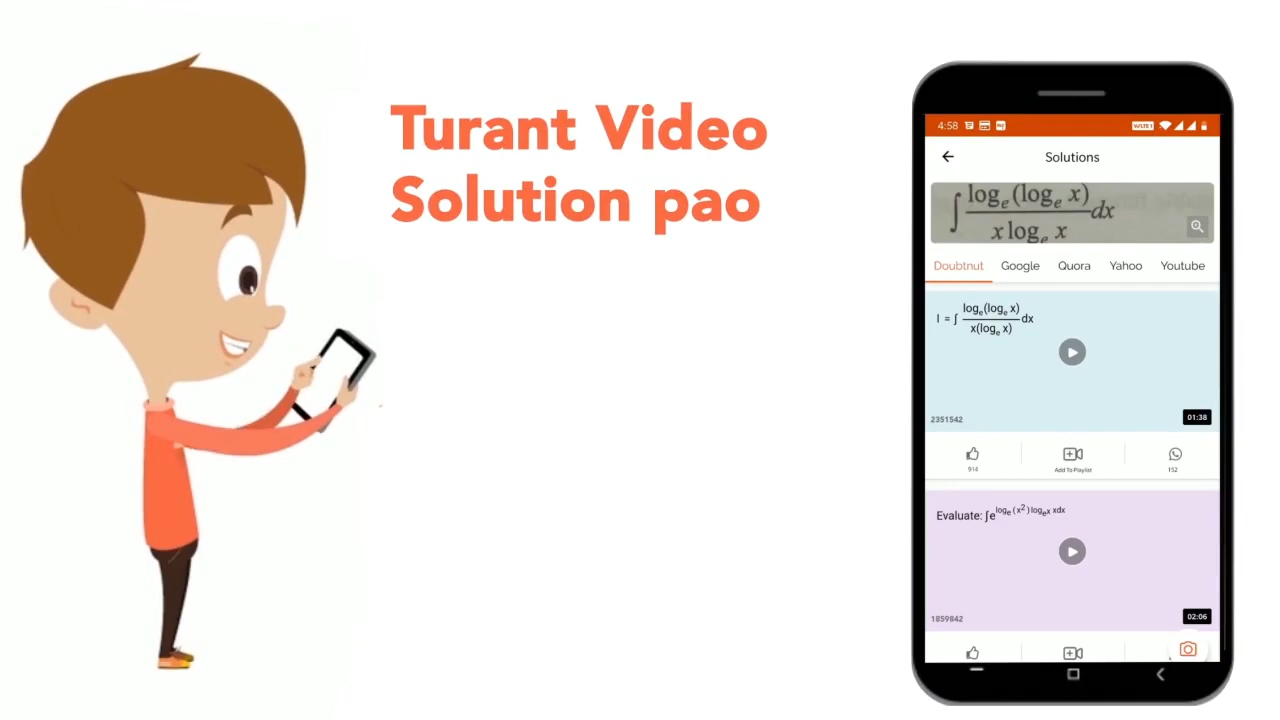 Turant Video
Solution pao
4:58
VoLTE1
Solutions
∫ logₑ(logₑ x) / x logₑ x dx
Doubtnut Google Quora Yahoo Youtube
I = ∫ logₑ(logₑ x) / x(logₑ x) dx
2351542 01:38
914 Add To Playlist 152
Evaluate: ∫e^logₑ(x²)logₑx xdx
1859842 02:06